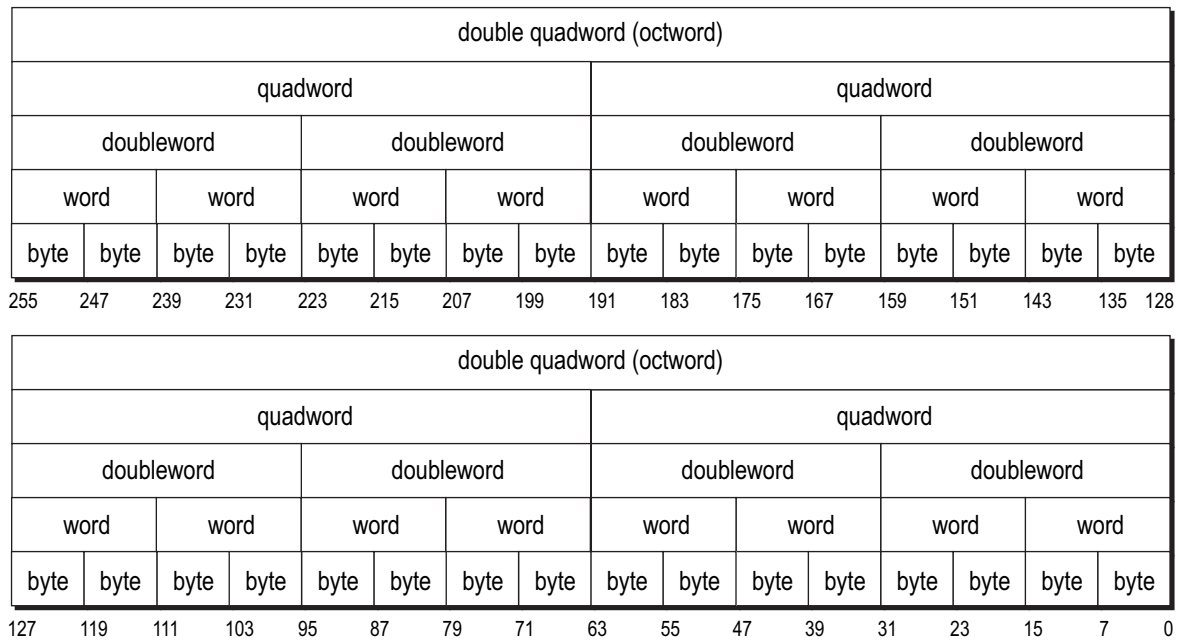 double quadword (octword)
quadword quadword
doubleword doubleword doubleword doubleword
word word word word word word word word
byte byte byte byte byte byte byte byte byte byte byte byte byte byte byte byte
255 247 239 231 223 215 207 199 191 183 175 167 159 151 143 135 128
double quadword (octword)
quadword quadword
doubleword doubleword doubleword doubleword
word word word word word word word word
byte byte byte byte byte byte byte byte byte byte byte byte byte byte byte byte
127 119 111 103 95 87 79 71 63 55 47 39 31 23 15 7 0